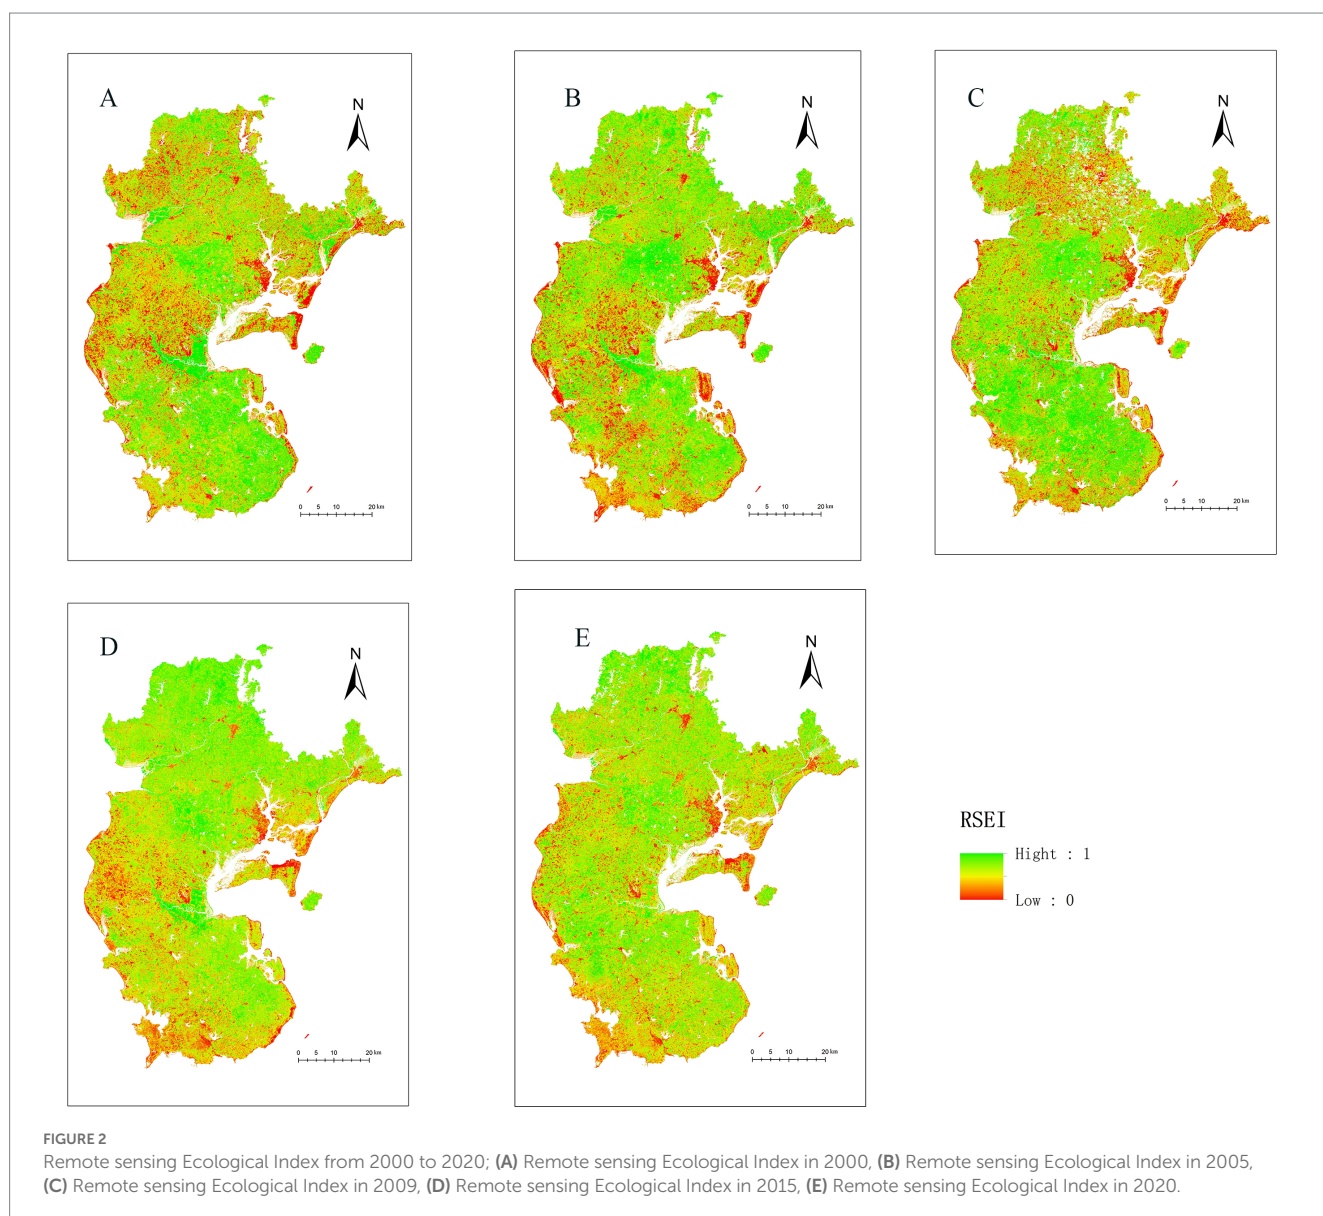 A
N
0 5 10 20 km
B
N
0 5 10 20 km
C
N
0 5 10 20 km
D
N
0 5 10 20 km
E
N
0 5 10 20 km
RSEI
Hight : 1
Low : 0
FIGURE 2
Remote sensing Ecological Index from 2000 to 2020; (A) Remote sensing Ecological Index in 2000, (B) Remote sensing Ecological Index in 2005,
(C) Remote sensing Ecological Index in 2009, (D) Remote sensing Ecological Index in 2015, (E) Remote sensing Ecological Index in 2020.